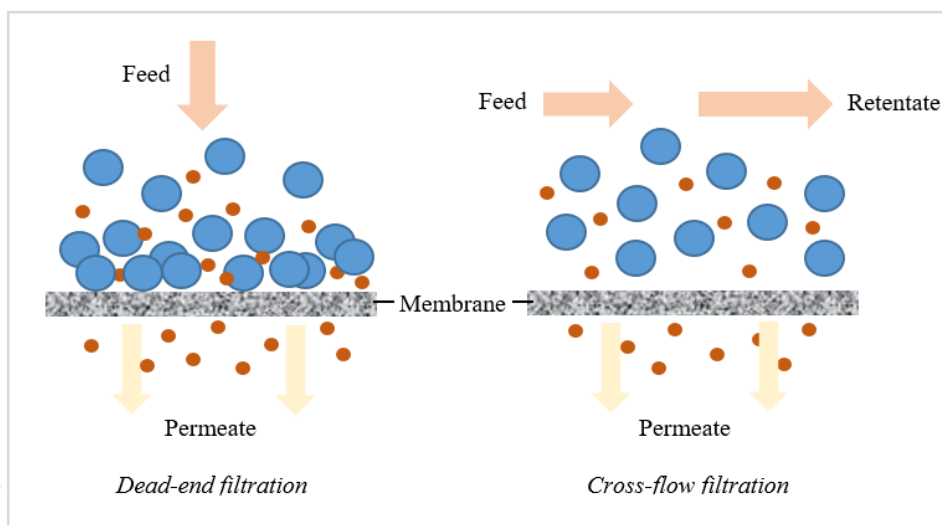 Feed
Feed
Retentate
Membrane
Permeate
Permeate
Dead-end filtration
Cross-flow filtration